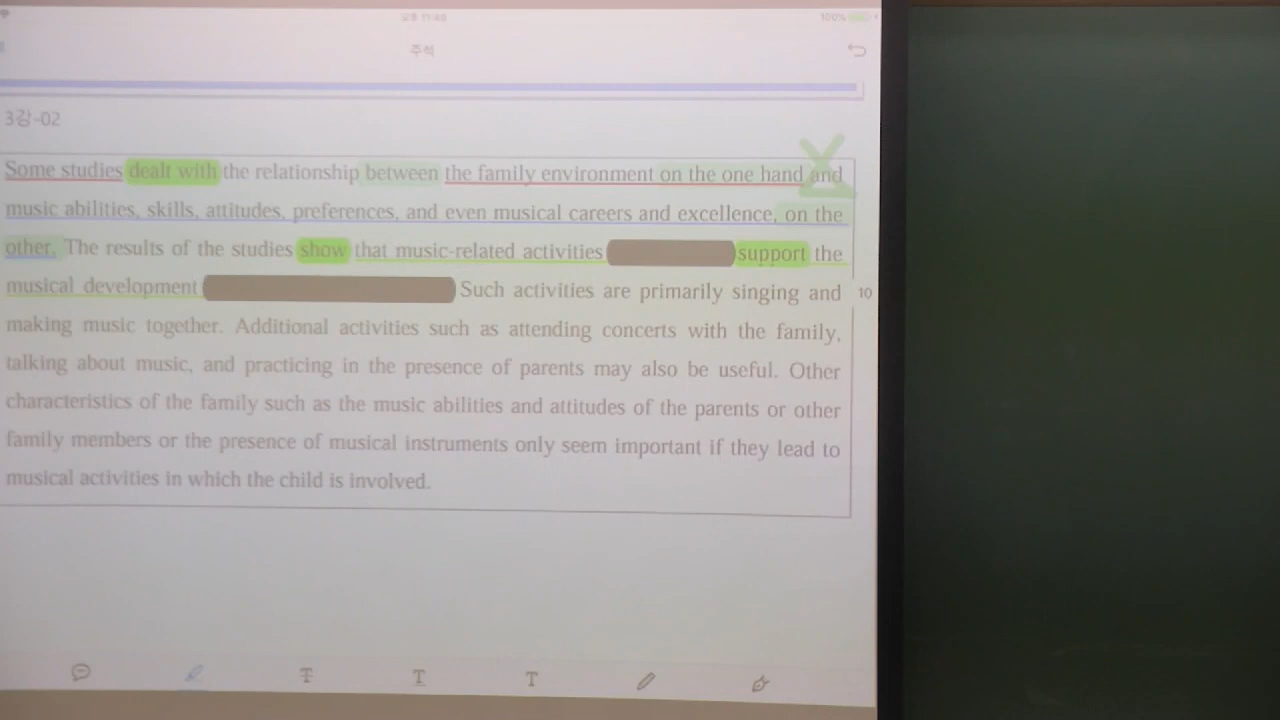 100%
주석
3강-02
Some studies dealt with the relationship between the family environment on the one hand and
music abilities, skills, attitudes, preferences, and even musical careers and excellence, on the
other. The results of the studies show that music-related activities support the
musical development Such activities are primarily singing and
10
making music together. Additional activities such as attending concerts with the family,
talking about music, and practicing in the presence of parents may also be useful. Other
characteristics of the family such as the music abilities and attitudes of the parents or other
family members or the presence of musical instruments only seem important if they lead to
musical activities in which the child is involved.
T
T
T